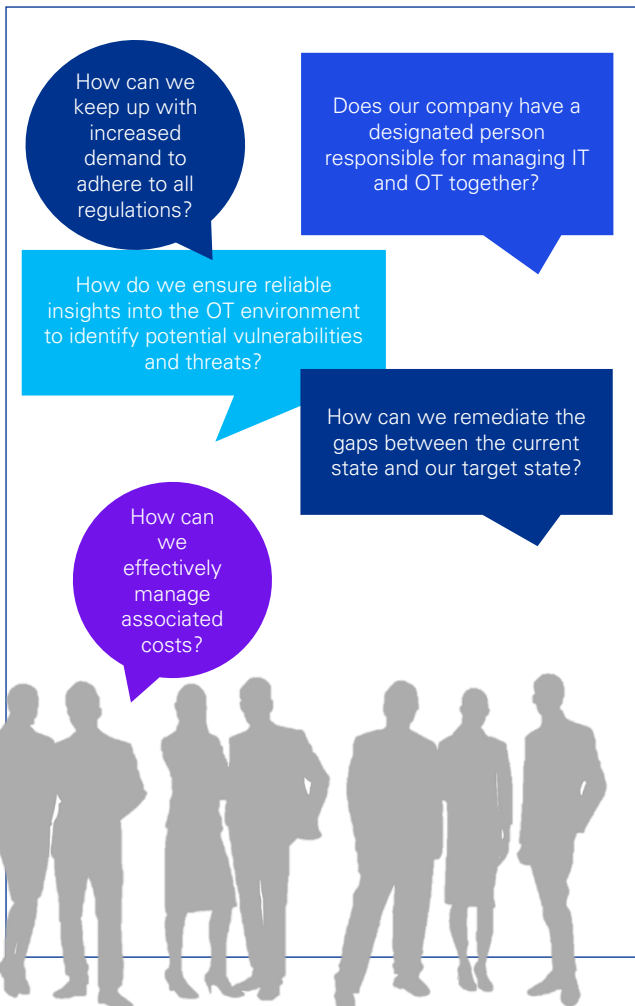 How can we
keep up with
increased
demand to
adhere to all
regulations?
Does our company have a
designated person
responsible for managing IT
and OT together?
How do we ensure reliable
insights into the OT environment
to identify potential vulnerabilities
and threats?
How can we remediate the
gaps between the current
state and our target state?
How can
we
effectively
manage
associated
costs?